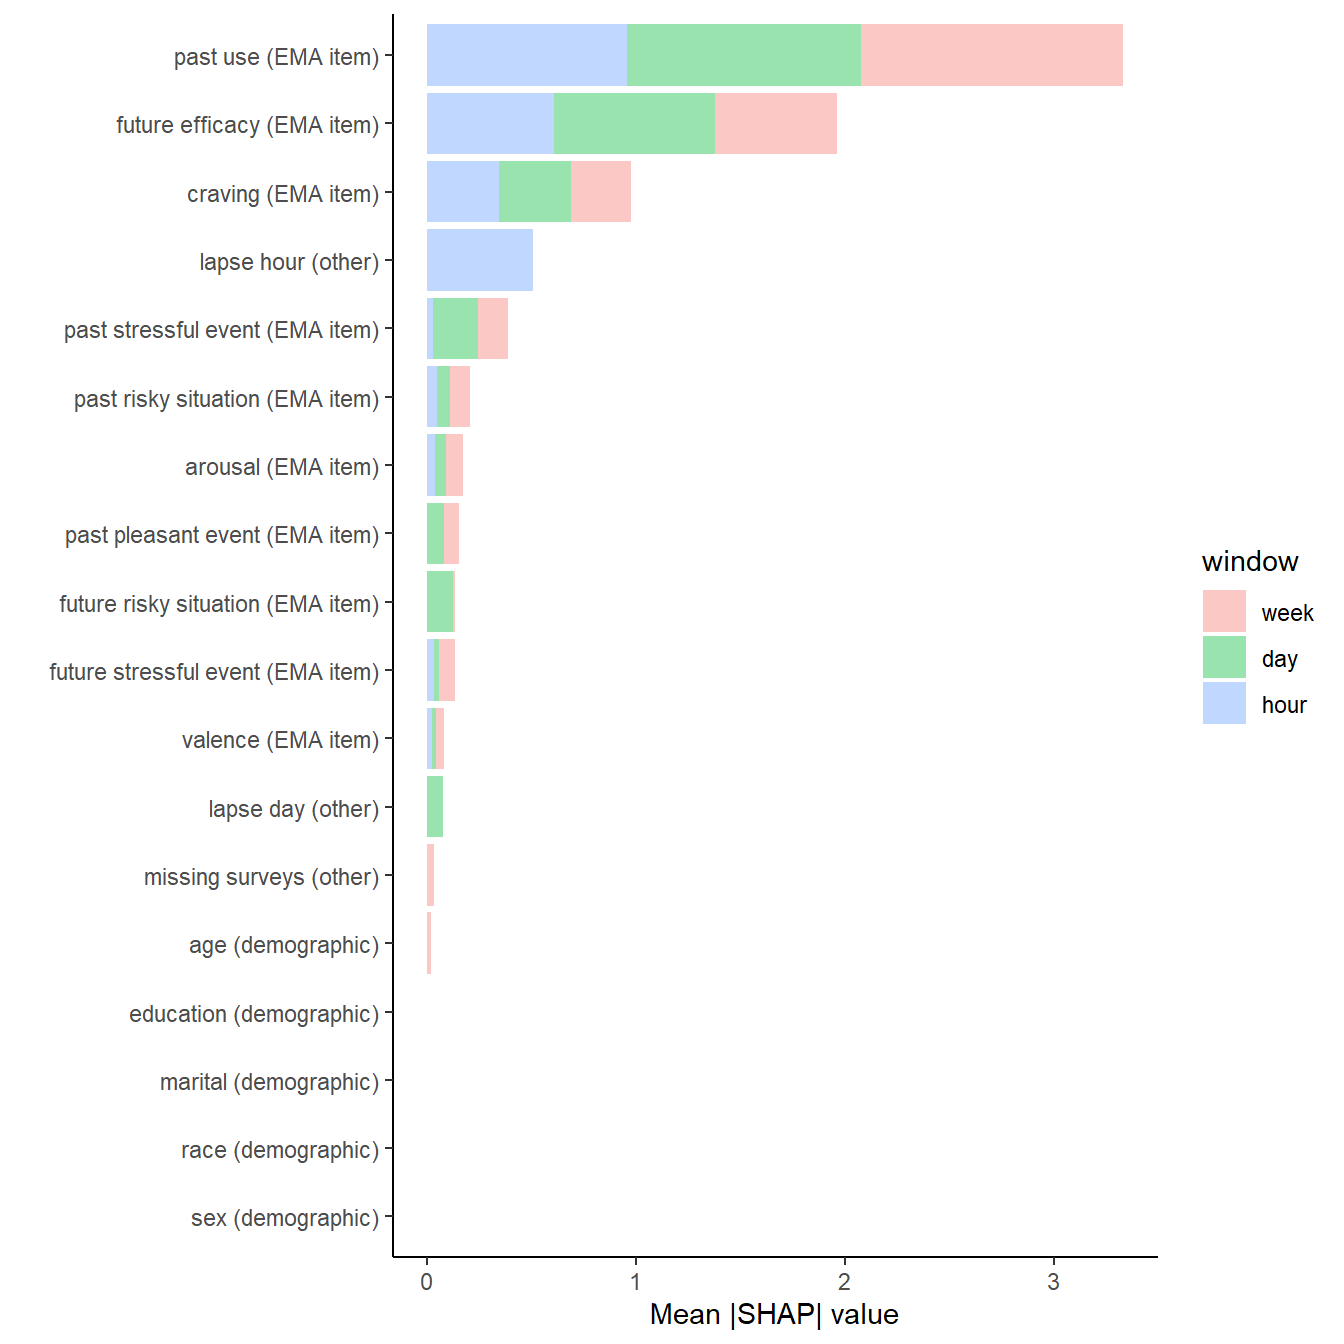 past use (EMA item)
future efficacy (EMA item)
craving (EMA item)
lapse hour (other)
past stressful event (EMA item)
past risky situation (EMA item)
arousal (EMA item)
past pleasant event (EMA item)
future risky situation (EMA item)
future stressful event (EMA item)
valence (EMA item)
lapse day (other)
missing surveys (other)
age (demographic)
education (demographic)
marital (demographic)
race (demographic)
sex (demographic)
0 1 2 3
Mean |SHAP| value
window
week
day
hour